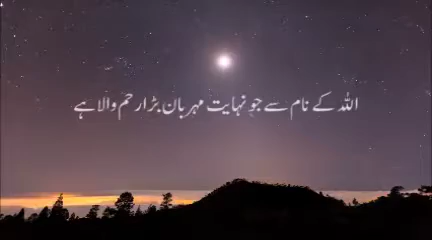 اللہ کے نام سے جو نہایت مہربان بڑا رحم والا ہے